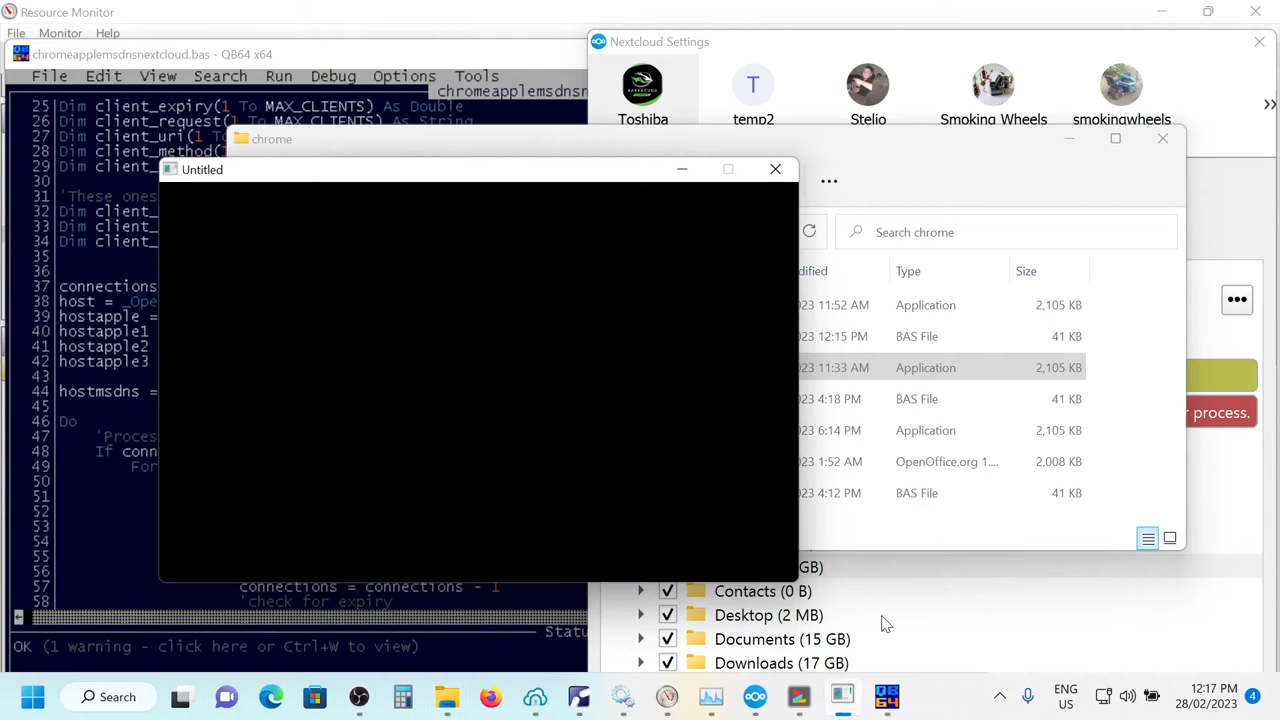 Resource Monitor
File Monitor Help
chromeapplemsdnsnextcloud.bas - QB64 x64
File Edit View Search Run Debug Options Tools
chromeapplemsdnsn
25 Dim client_expiry(1 To MAX_CLIENTS) As Double
26 Dim client_request(1 To MAX_CLIENTS) As String
27 Dim client_uri(1 T
28 Dim client_method(
29 Dim client_
30
31 'These ones
32 Dim client_
33 Dim client_
34 Dim client_
35
36
37 connections
38 host = _Ope
39 hostapple =
40 hostapple1
41 hostapple2
42 hostapple3
43
44 hostmsdns =
45
46 Do
47 'Proces
48 If conn
49 For
50
51
52
53
54
55
56
57 connections = connections - 1
58 'check for expiry
Statu
OK (1 warning - click here or Ctrl+W to view)
Nextcloud Settings
Toshiba temp2 Stelio Smoking Wheels smokingwheels
T
BARRACUDA
chrome
Untitled
Search chrome
dified Type Size
23 11:52 AM Application 2,105 KB
023 12:15 PM BAS File 41 KB
23 11:33 AM Application 2,105 KB
023 4:18 PM BAS File 41 KB
023 6:14 PM Application 2,105 KB
023 1:52 AM OpenOffice.org 1.... 2,008 KB
023 4:12 PM BAS File 41 KB
r process.
GB)
Contacts (0 B)
Desktop (2 MB)
Documents (15 GB)
Downloads (17 GB)
Search
QB
64
ENG
US
12:17 PM
28/02/2023
4